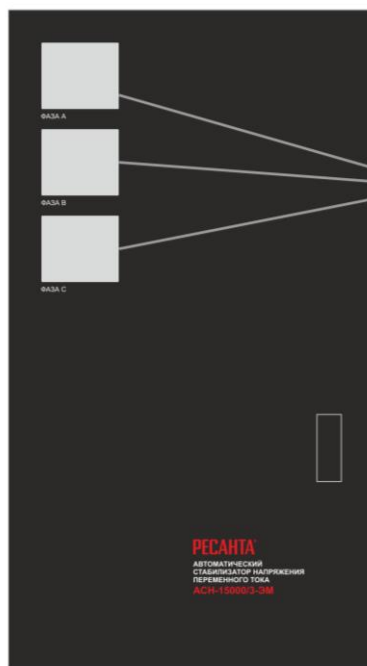 ФАЗА А
ФАЗА В
ФАЗА С
РЕСАНТА
АВТОМАТИЧЕСКИЙ
СТАБИЛИЗАТОР НАПРЯЖЕНИЯ
ПЕРЕМЕННОГО ТОКА
АСН-15000/3-ЭМ